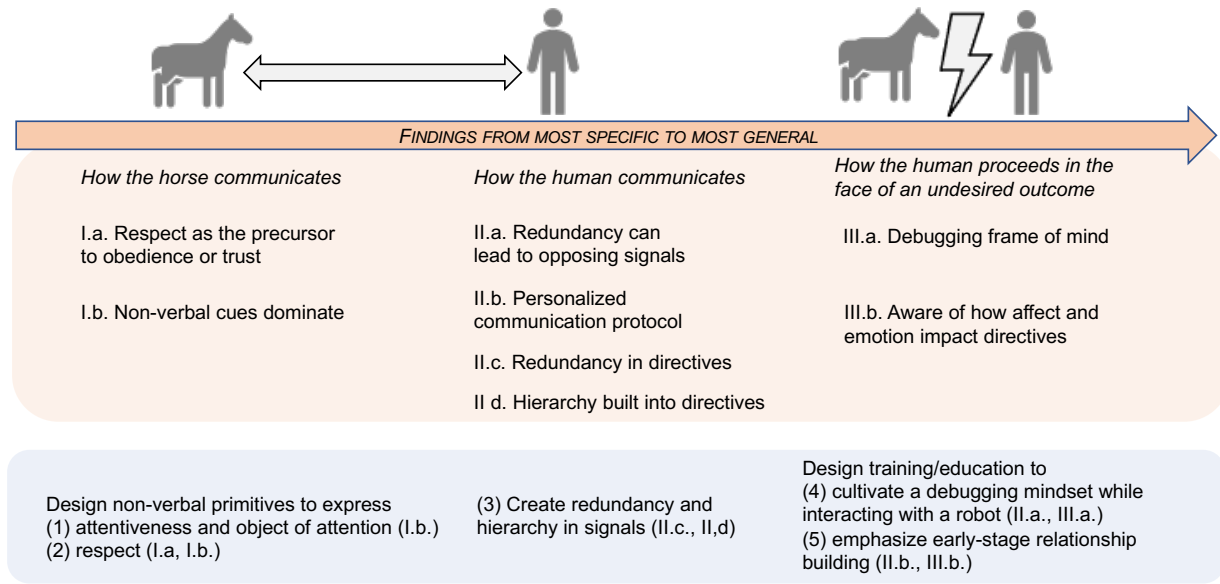 FINDINGS FROM MOST SPECIFIC TO MOST GENERAL
How the horse communicates
I.a. Respect as the precursor
to obedience or trust
I.b. Non-verbal cues dominate
How the human communicates
II.a. Redundancy can
lead to opposing signals
II.b. Personalized
communication protocol
II.c. Redundancy in directives
II d. Hierarchy built into directives
How the human proceeds in the
face of an undesired outcome
III.a. Debugging frame of mind
III.b. Aware of how affect and
emotion impact directives
Design non-verbal primitives to express
(1) attentiveness and object of attention (I.b.)
(2) respect (I.a, I.b.)
(3) Create redundancy and
hierarchy in signals (II.c., II,d)
Design training/education to
(4) cultivate a debugging mindset while
interacting with a robot (II.a., III.a.)
(5) emphasize early-stage relationship
building (II.b., III.b.)